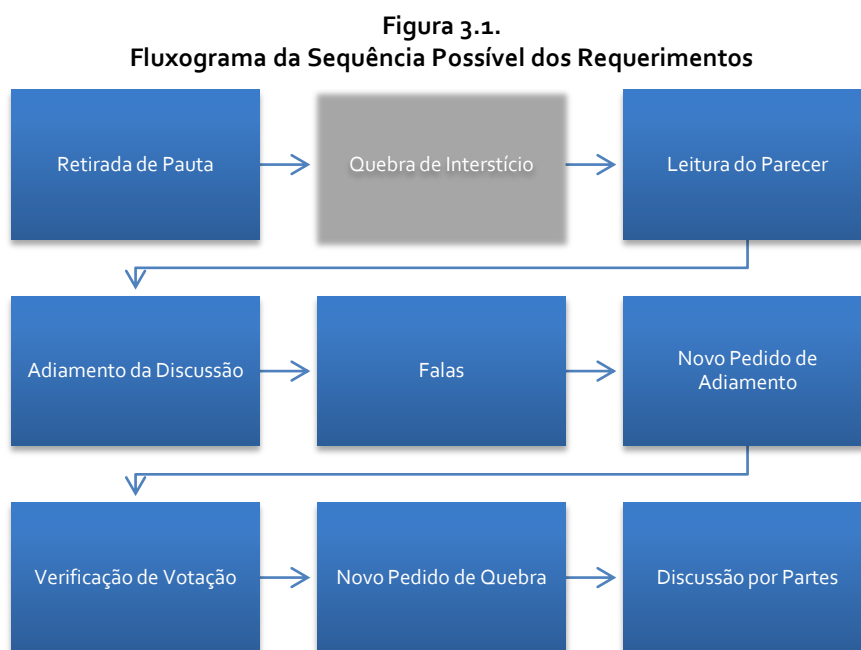 Figura 3.1.
Fluxograma da Sequência Possível dos Requerimentos
Retirada de Pauta
Quebra de Interstício
Leitura do Parecer
Adiamento da Discussão
Falas
Novo Pedido de
Adiamento
Verificação de Votação
Novo Pedido de Quebra
Discussão por Partes